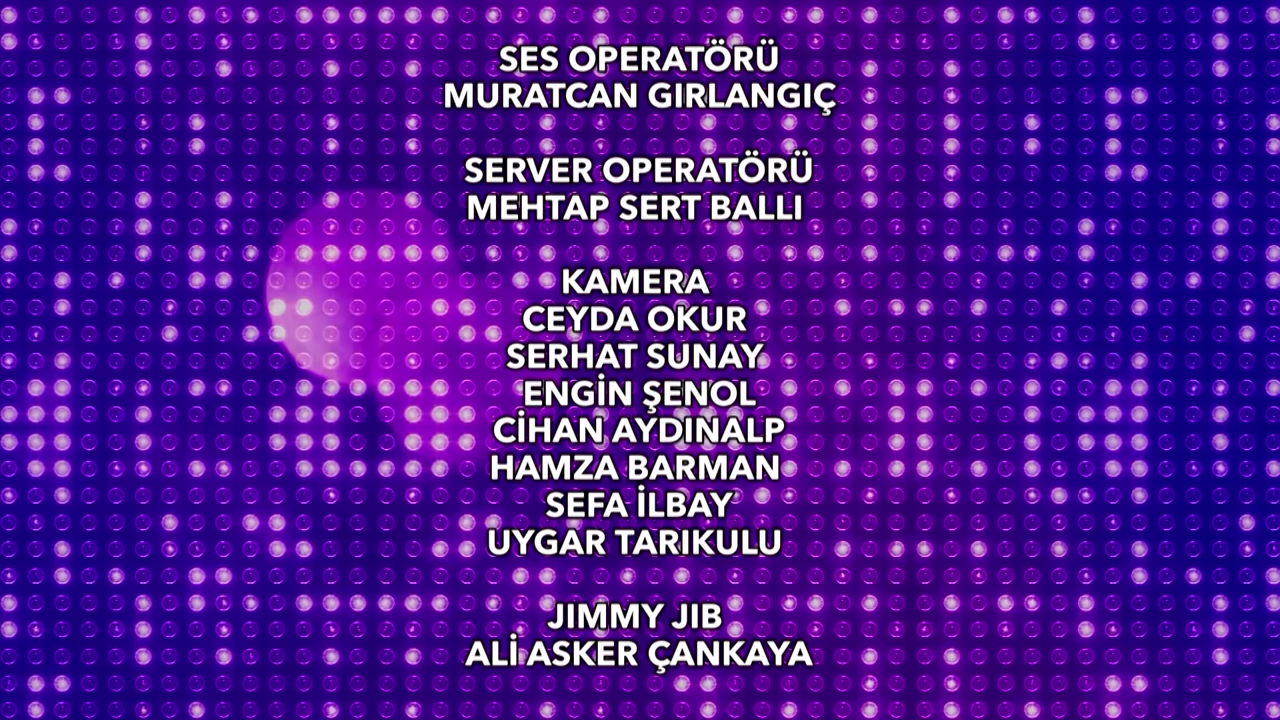 SES OPERATÖRÜ
MURATCAN GIRLANGIÇ
SERVER OPERATÖRÜ
MEHTAP SERT BALLI
KAMERA
CEYDA OKUR
SERHAT SUNAY
ENGİN ŞENOL
CİHAN AYDINALP
HAMZA BARMAN
SEFA İLBAY
UYGAR TARIKULU
JIMMY JIB
ALİ ASKER ÇANKAYA